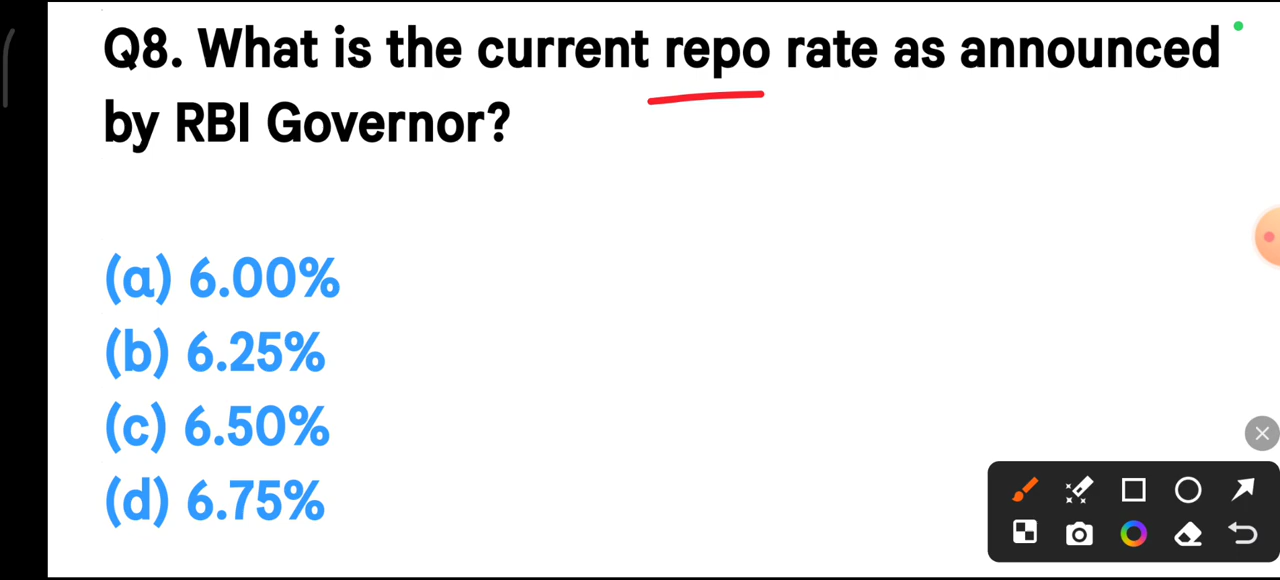 Q8. What is the current repo rate as announced
by RBI Governor?
(a) 6.00%
(b) 6.25%
(c) 6.50%
(d) 6.75%